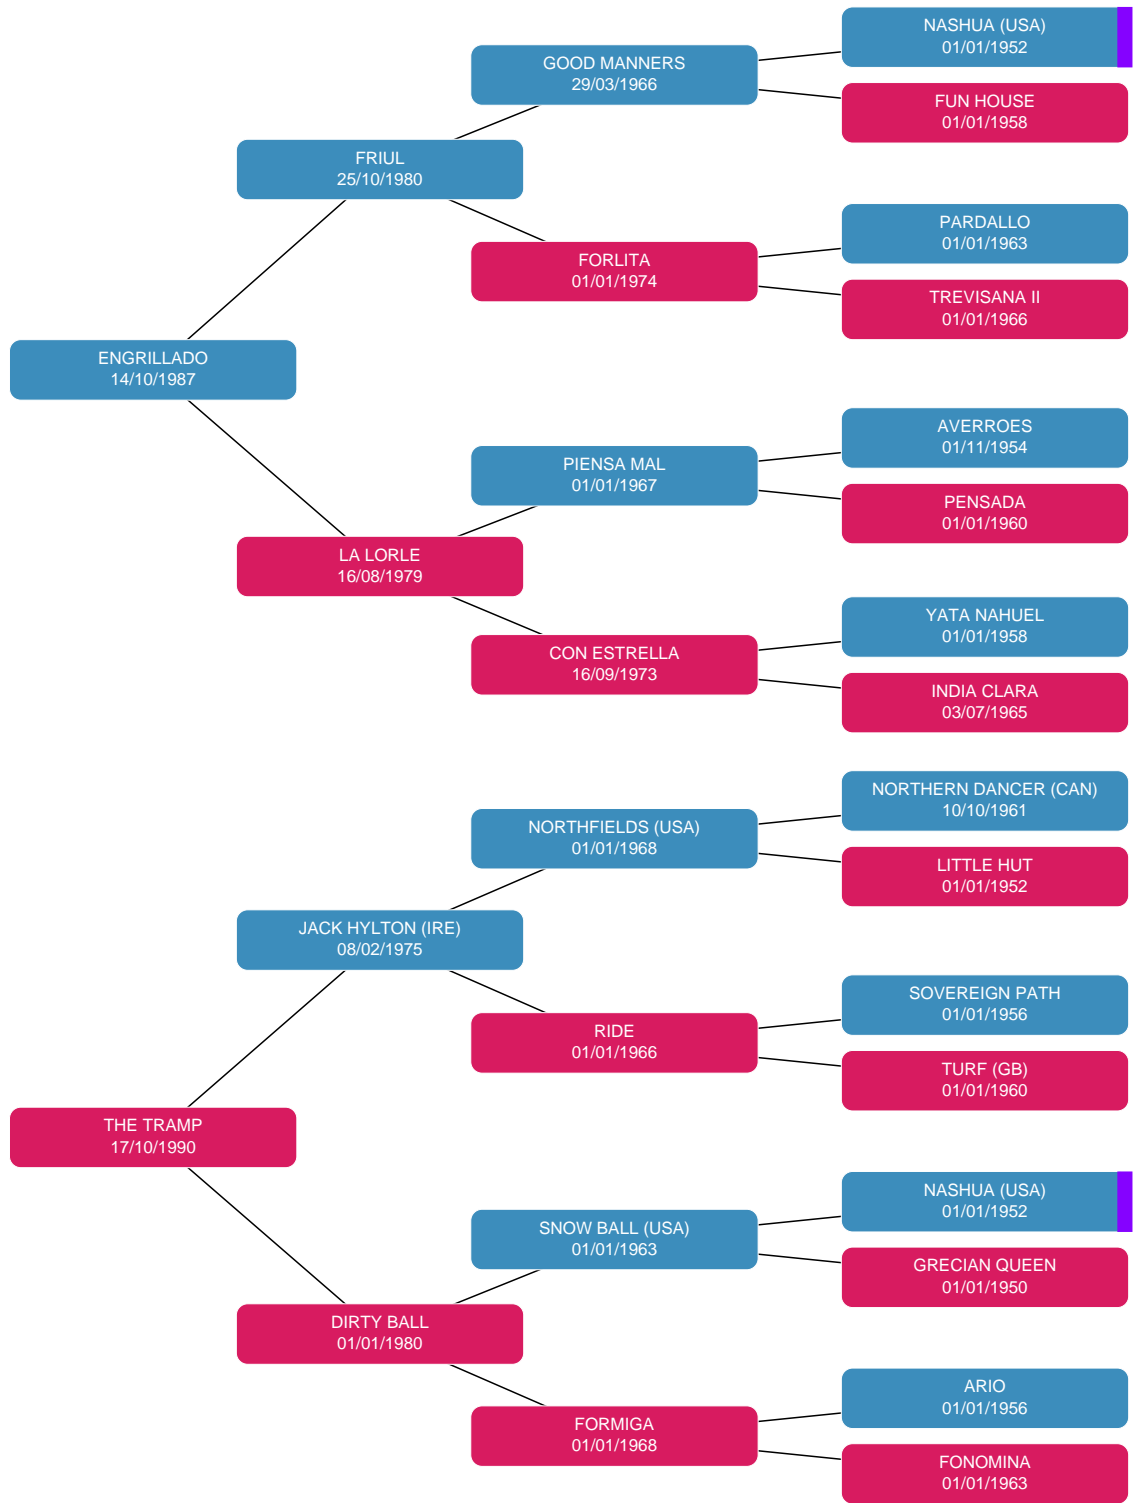 NASHUA (USA)
01/01/1952
GOOD MANNERS
29/03/1966
FUN HOUSE
01/01/1958
FRIUL
25/10/1980
PARDALLO
01/01/1963
FORLITA
01/01/1974
TREVISANA II
01/01/1966
ENGRILLADO
14/10/1987
AVERROES
01/11/1954
PIENSA MAL
01/01/1967
PENSADA
01/01/1960
LA LORLE
16/08/1979
YATA NAHUEL
01/01/1958
CON ESTRELLA
16/09/1973
INDIA CLARA
03/07/1965
NORTHERN DANCER (CAN)
10/10/1961
NORTHFIELDS (USA)
01/01/1968
LITTLE HUT
01/01/1952
JACK HYLTON (IRE)
08/02/1975
SOVEREIGN PATH
01/01/1956
RIDE
01/01/1966
TURF (GB)
01/01/1960
THE TRAMP
17/10/1990
NASHUA (USA)
01/01/1952
SNOW BALL (USA)
01/01/1963
GRECIAN QUEEN
01/01/1950
DIRTY BALL
01/01/1980
ARIO
01/01/1956
FORMIGA
01/01/1968
FONOMINA
01/01/1963